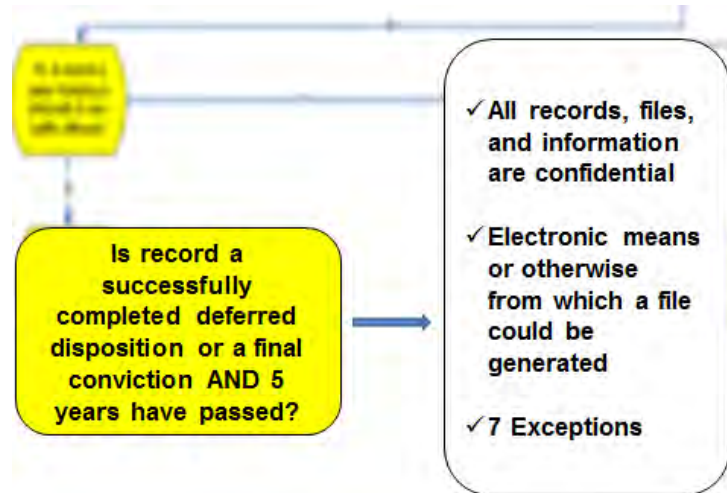 Is record a
successfully
completed deferred
disposition or a final
conviction AND 5
years have passed?
✓ All records, files,
and information
are confidential
✓ Electronic means
or otherwise
from which a file
could be
generated
✓ 7 Exceptions